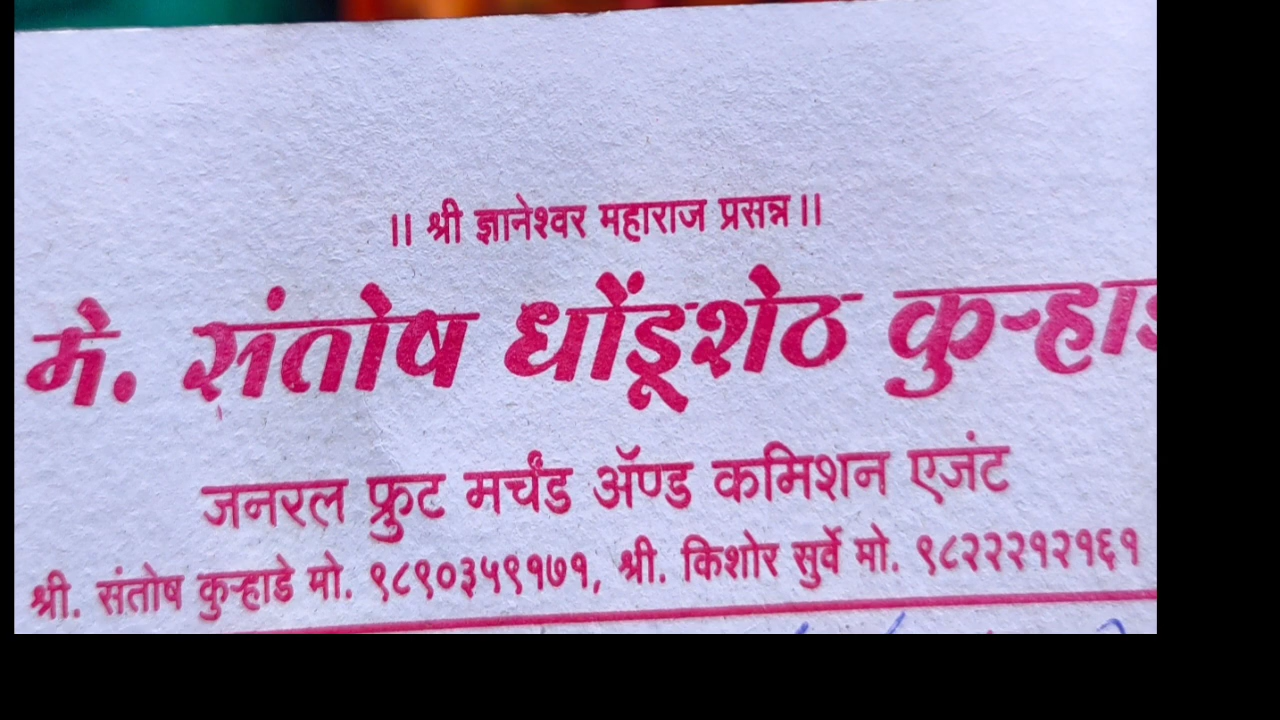 ।। श्री ज्ञानेश्वर महाराज प्रसन्न ।।
मे. संतोष धोंडूशेठ
जनरल फ्रुट मर्चंड ॲण्ड कमिशन एजंट
श्री. संतोष कुऱ्हाडे मो. ९८९०३५९१७१, श्री. किशोर सुर्वे मो. ९८२२२१२१६१